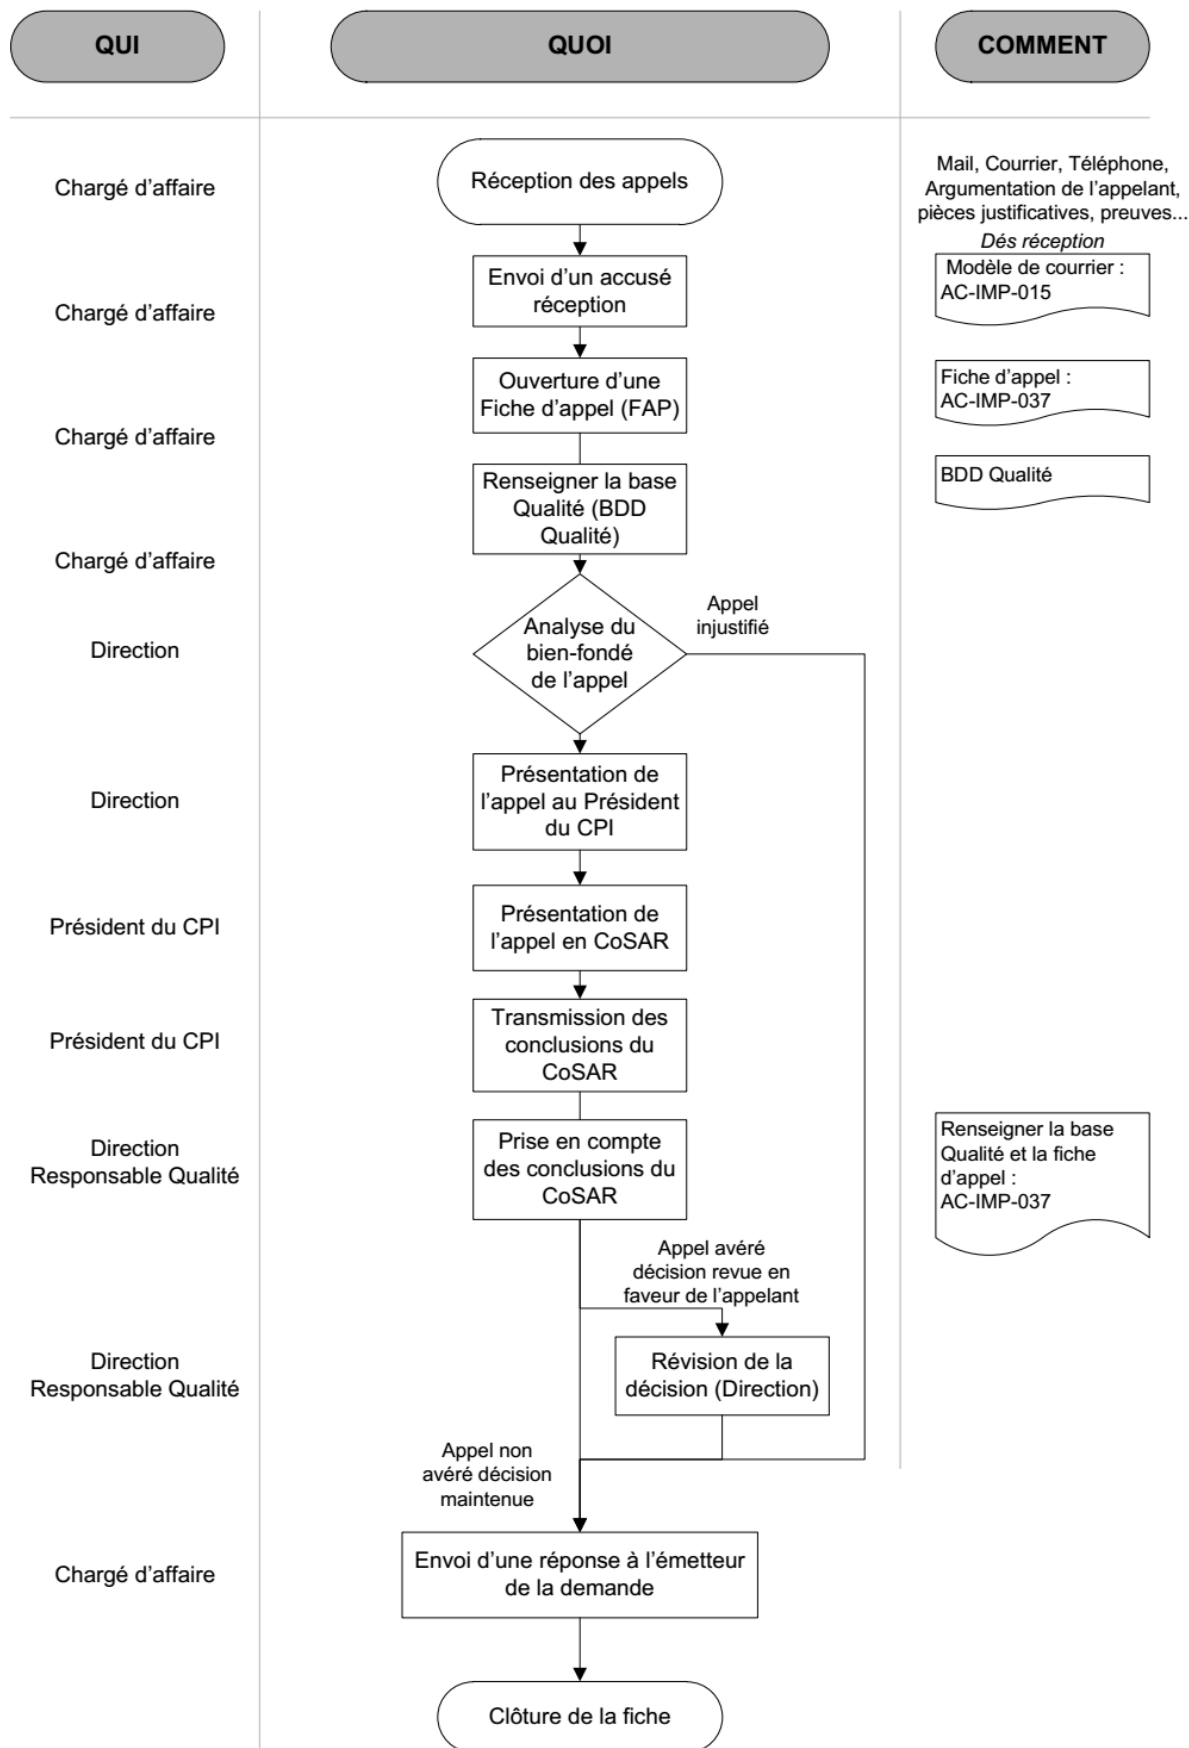 QUI
QUOI
COMMENT
Chargé d’affaire
Réception des appels
Mail, Courrier, Téléphone,
Argumentation de l’appelant,
pièces justificatives, preuves...
Dés réception
Chargé d’affaire
Envoi d’un accusé
réception
Modèle de courrier :
AC-IMP-015
Chargé d’affaire
Ouverture d’une
Fiche d’appel (FAP)
Fiche d’appel :
AC-IMP-037
Chargé d’affaire
Renseigner la base
Qualité (BDD
Qualité)
BDD Qualité
Direction
Analyse du
bien-fondé
de l’appel
Appel
injustifié
Direction
Présentation de
l’appel au Président
du CPI
Président du CPI
Présentation de
l’appel en CoSAR
Président du CPI
Transmission des
conclusions du
CoSAR
Direction
Responsable Qualité
Prise en compte
des conclusions du
CoSAR
Renseigner la base
Qualité et la fiche
d’appel :
AC-IMP-037
Appel avéré
décision revue en
faveur de l’appelant
Direction
Responsable Qualité
Révision de la
décision (Direction)
Appel non
avéré décision
maintenue
Chargé d’affaire
Envoi d’une réponse à l’émetteur
de la demande
Clôture de la fiche